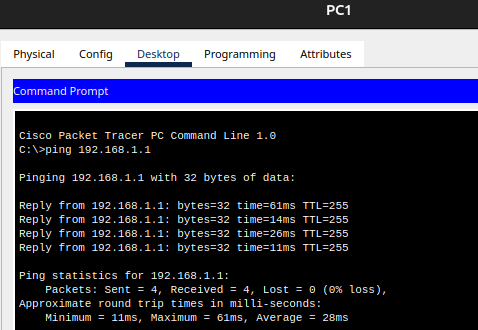 PC1
Physical Config Desktop Programming Attributes
Command Prompt
Cisco Packet Tracer PC Command Line 1.0
C:\>ping 192.168.1.1
Pinging 192.168.1.1 with 32 bytes of data:
Reply from 192.168.1.1: bytes=32 time=61ms TTL=255
Reply from 192.168.1.1: bytes=32 time=14ms TTL=255
Reply from 192.168.1.1: bytes=32 time=26ms TTL=255
Reply from 192.168.1.1: bytes=32 time=11ms TTL=255
Ping statistics for 192.168.1.1:
Packets: Sent = 4, Received = 4, Lost = 0 (0% loss),
Approximate round trip times in milli-seconds:
Minimum = 11ms, Maximum = 61ms, Average = 28ms